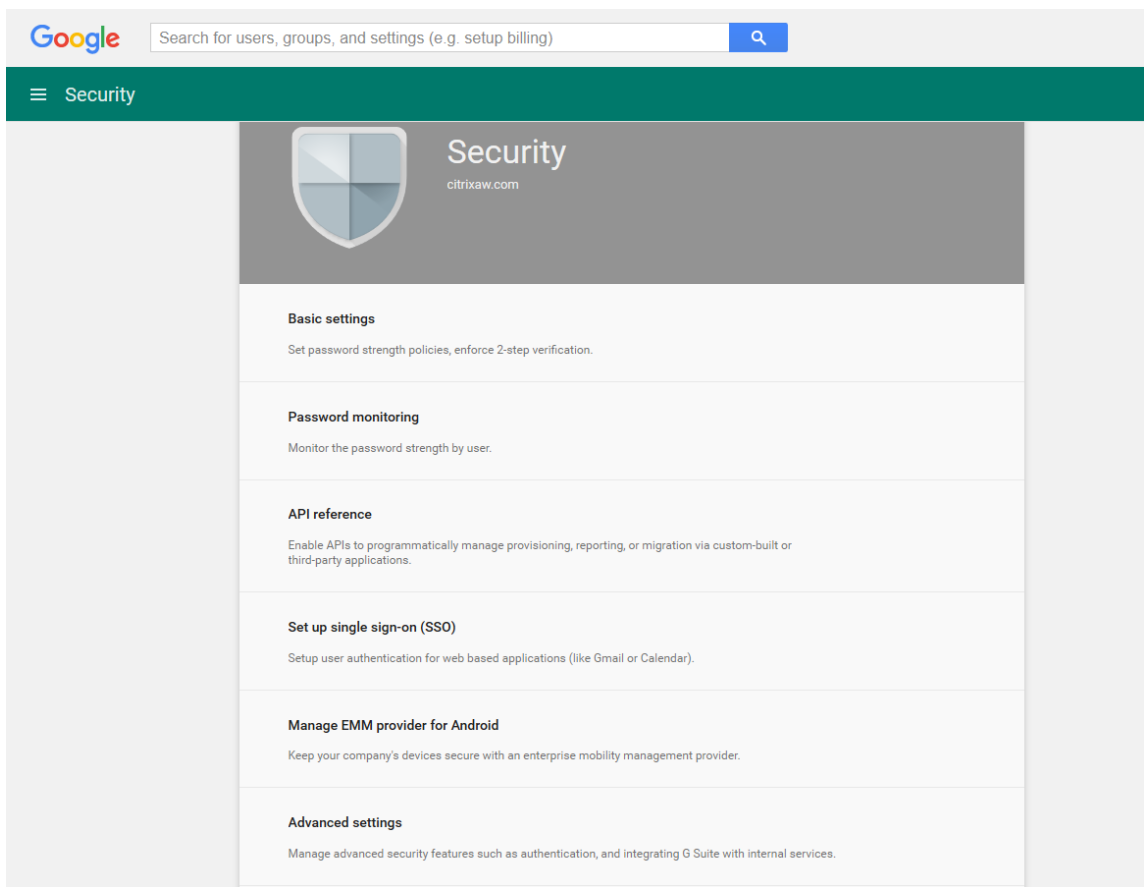 Google
Search for users, groups, and settings (e.g. setup billing)
Security
Security
citrixaw.com
Basic settings
Set password strength policies, enforce 2-step verification.
Password monitoring
Monitor the password strength by user.
API reference
Enable APIs to programmatically manage provisioning, reporting, or migration via custom-built or
third-party applications.
Set up single sign-on (SSO)
Setup user authentication for web based applications (like Gmail or Calendar).
Manage EMM provider for Android
Keep your company's devices secure with an enterprise mobility management provider.
Advanced settings
Manage advanced security features such as authentication, and integrating G Suite with internal services.